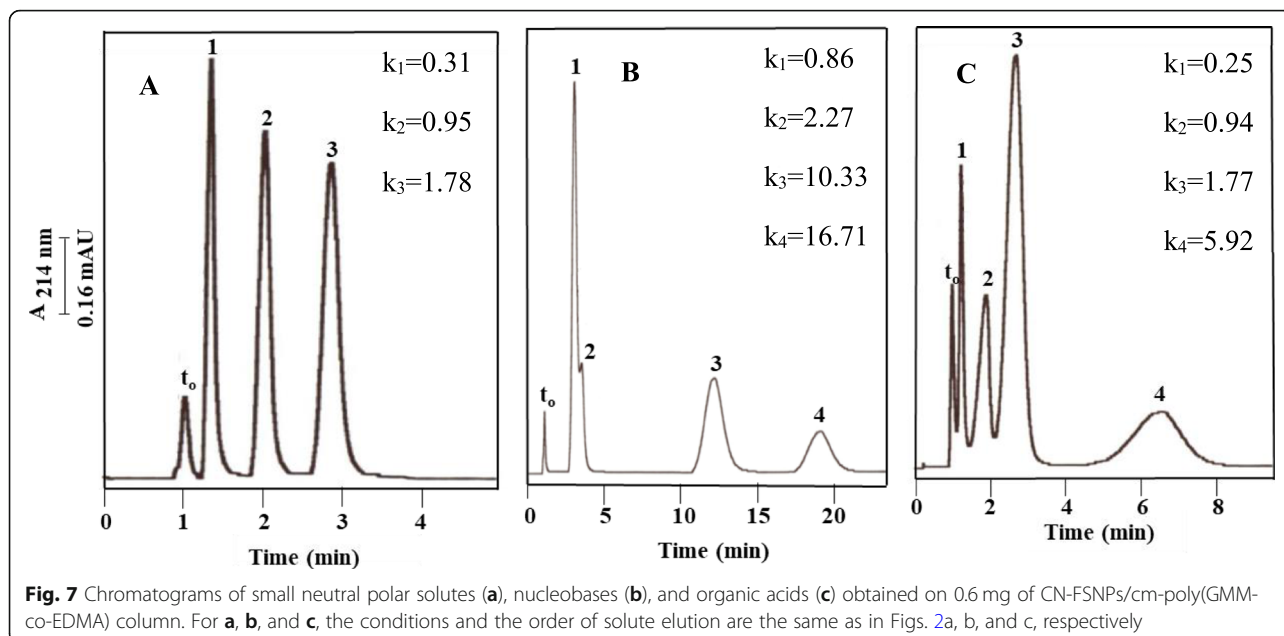 A
1
2
3
tₒ
k₁=0.31
k₂=0.95
k₃=1.78
A 214 nm
0.16 mAU
0 1 2 3 4
Time (min)
B
1
2
3
4
tₒ
k₁=0.86
k₂=2.27
k₃=10.33
k₄=16.71
0 5 10 15 20
Time (min)
C
1
2
3
4
tₒ
k₁=0.25
k₂=0.94
k₃=1.77
k₄=5.92
0 2 4 6 8
Time (min)
Fig. 7 Chromatograms of small neutral polar solutes (a), nucleobases (b), and organic acids (c) obtained on 0.6 mg of CN-FSNPs/cm-poly(GMM-
co-EDMA) column. For a, b, and c, the conditions and the order of solute elution are the same as in Figs. 2a, b, and c, respectively